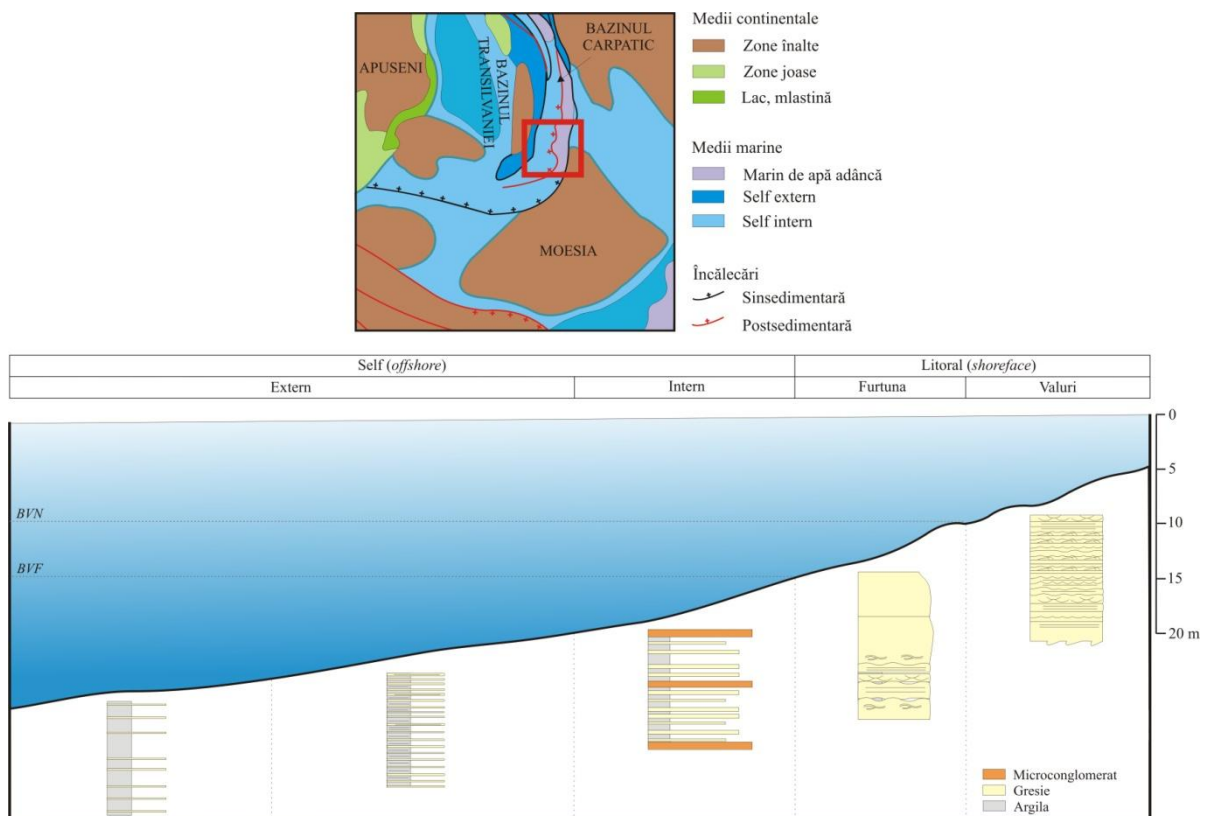 APUSENI
BAZINUL
TRANSILVANIEI
BAZINUL
CARPATIC
MOESIA
Medii continentale
Zone înalte
Zone joase
Lac, mlastină
Medii marine
Marin de apă adâncă
Self extern
Self intern
Încălecări
Sinsedimentară
Postsedimentară
Self (offshore)
Litoral (shoreface)
Extern
Intern
Furtuna
Valuri
0
5
10
15
20 m
BVN
BVF
Microconglomerat
Gresie
Argila